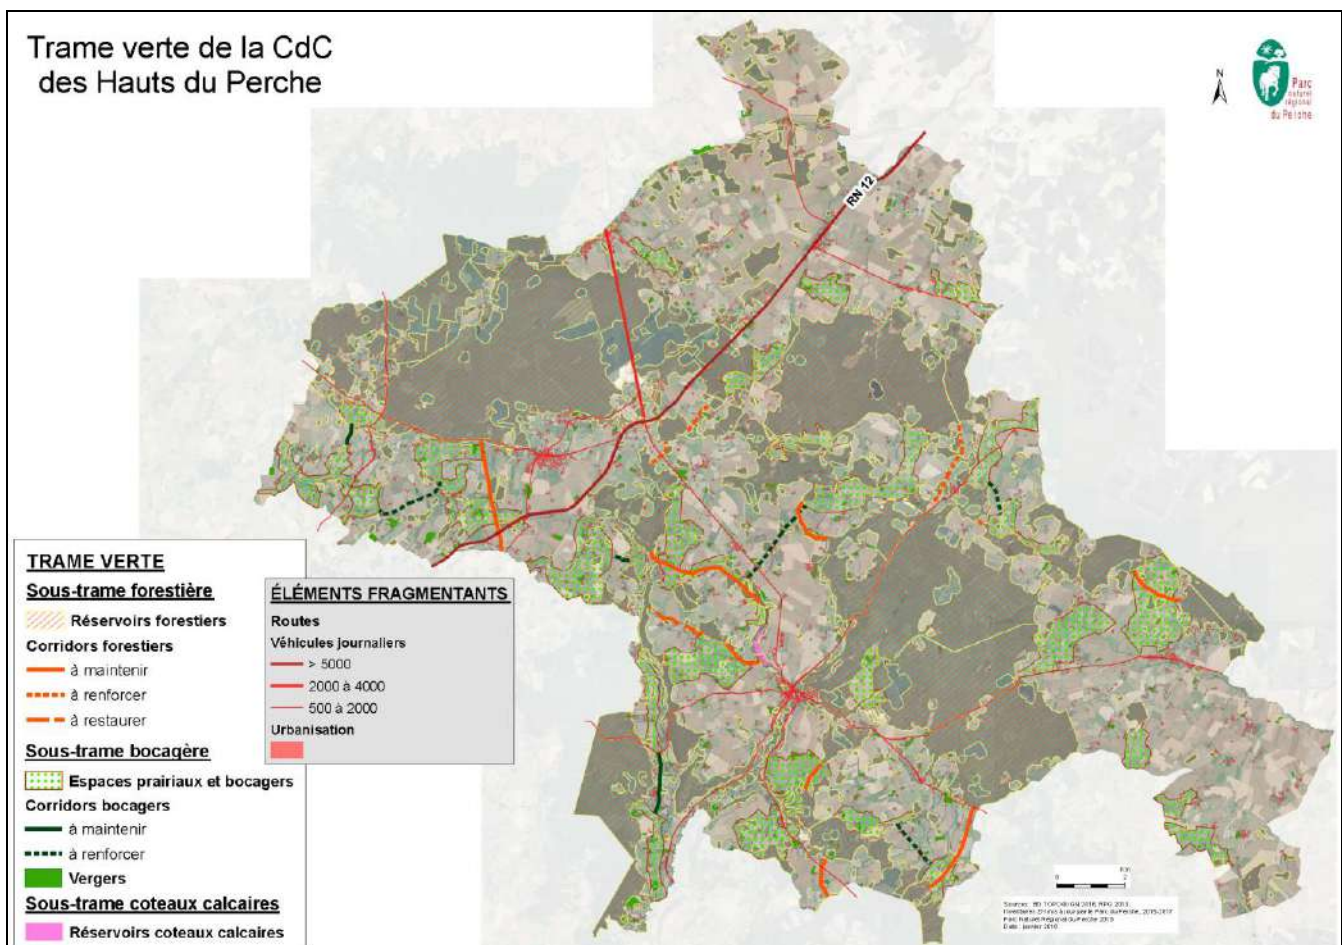 Trame verte de la CdC
des Hauts du Perche
N
Parc
naturel
régional
du Perche
RN 12
TRAME VERTE
Sous-trame forestière
Réservoirs forestiers
Corridors forestiers
à maintenir
à renforcer
à restaurer
Sous-trame bocagère
Espaces prairiaux et bocagers
Corridors bocagers
à maintenir
à renforcer
Vergers
Sous-trame coteaux calcaires
Réservoirs coteaux calcaires
ÉLÉMENTS FRAGMENTANTS
Routes
Véhicules journaliers
> 5000
2000 à 4000
500 à 2000
Urbanisation
Km
0 2